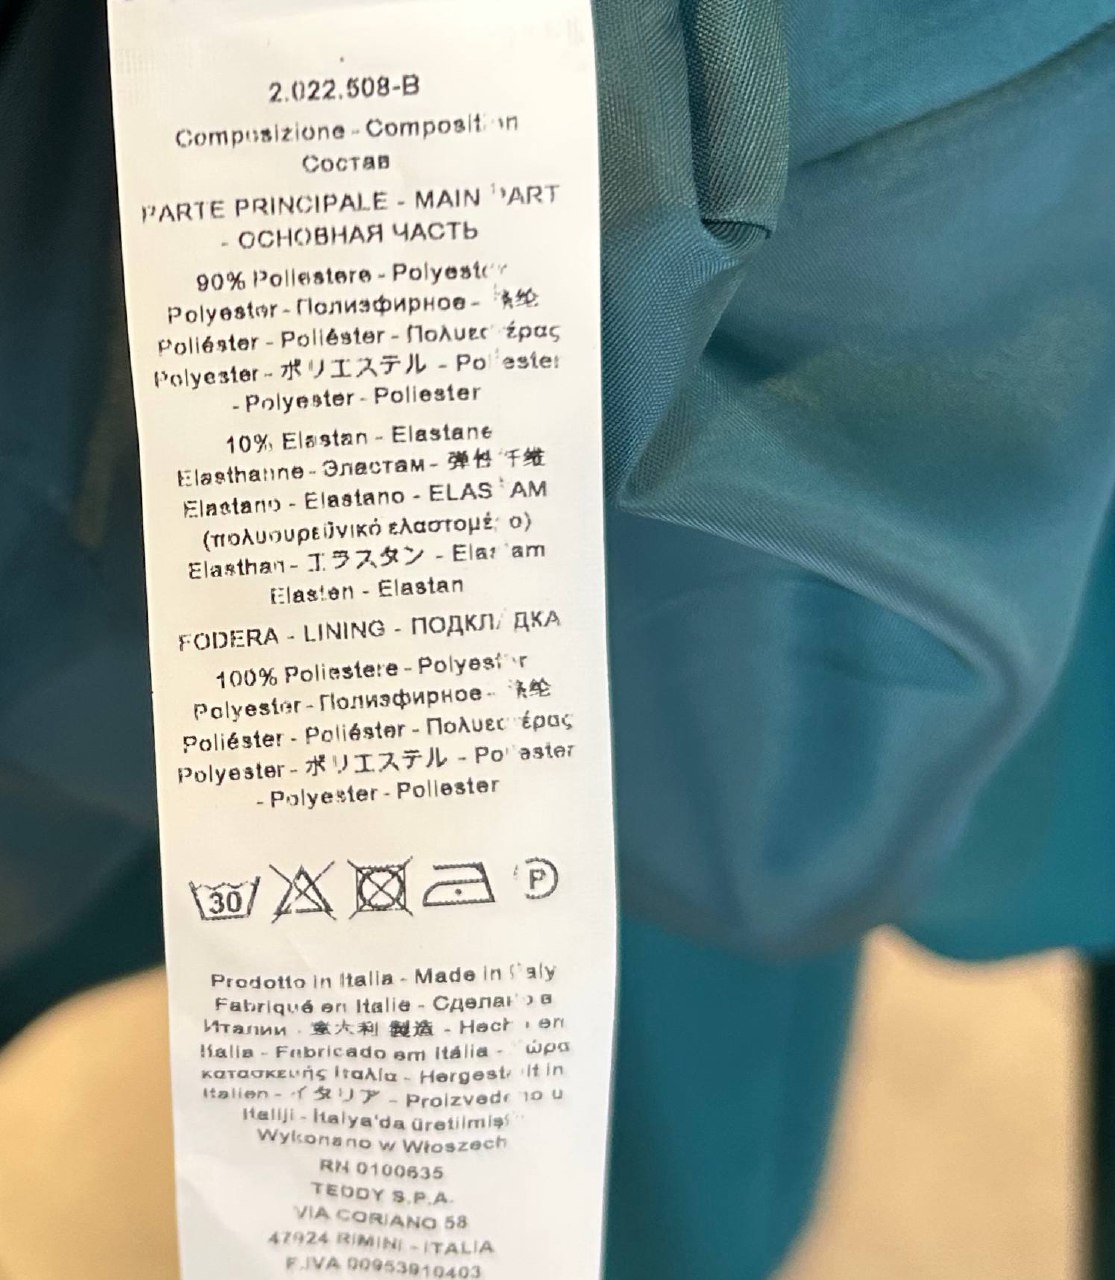 2.022.508-B
Composizione - Composition
Состав
PARTE PRINCIPALE - MAIN PART
- ОСНОВНАЯ ЧАСТЬ
90% Poliestere - Polyester
Polyester - Полиэфирное - 涤纶
Poliéster - Poliéster - Πολυεστέρας
Polyester - ポリエステル - Poliester
- Polyester - Poliester
10% Elastan - Elastane
Elasthanne - Эластам - 弹性纤维
Elastano - Elastano - ELASTAM
(πολυουρεϋνικό ελαστομέρο)
Elasthan - エラスタン - Elastam
Elasten - Elastan
FODERA - LINING - ПОДКЛАДКА
100% Poliestere - Polyester
Polyester - Полиэфирное - 涤纶
Poliéster - Poliéster - Πολυεστέρας
Polyester - ポリエステル - Poliester
- Polyester - Poliester
30 P
Prodotto in Italia - Made in Italy
Fabriqué en Italie - Сделано в
Италии - 意大利 製造 - Hecho en
Italia - Fabricado em Itália - Χώρα
κατασκευής Ιταλία - Hergestellt in
Italien - イタリア - Proizvedeno u
Italiji - İtalya'da üretilmiştir
Wykonano w Włoszech
RN 0100635
TEDDY S.P.A.
VIA CORIANO 58
47924 RIMINI - ITALIA
P.IVA 00953910403